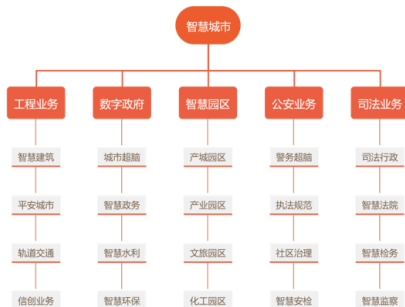 智慧城市
工程业务
数字政府
智慧园区
公安业务
司法业务
智慧建筑
城市超脑
产城园区
警务超脑
司法行政
平安城市
智慧政务
产业园区
执法规范
智慧法院
轨道交通
智慧水利
文旅园区
社区治理
智慧检务
信创业务
智慧环保
化工园区
智慧安检
智慧监察